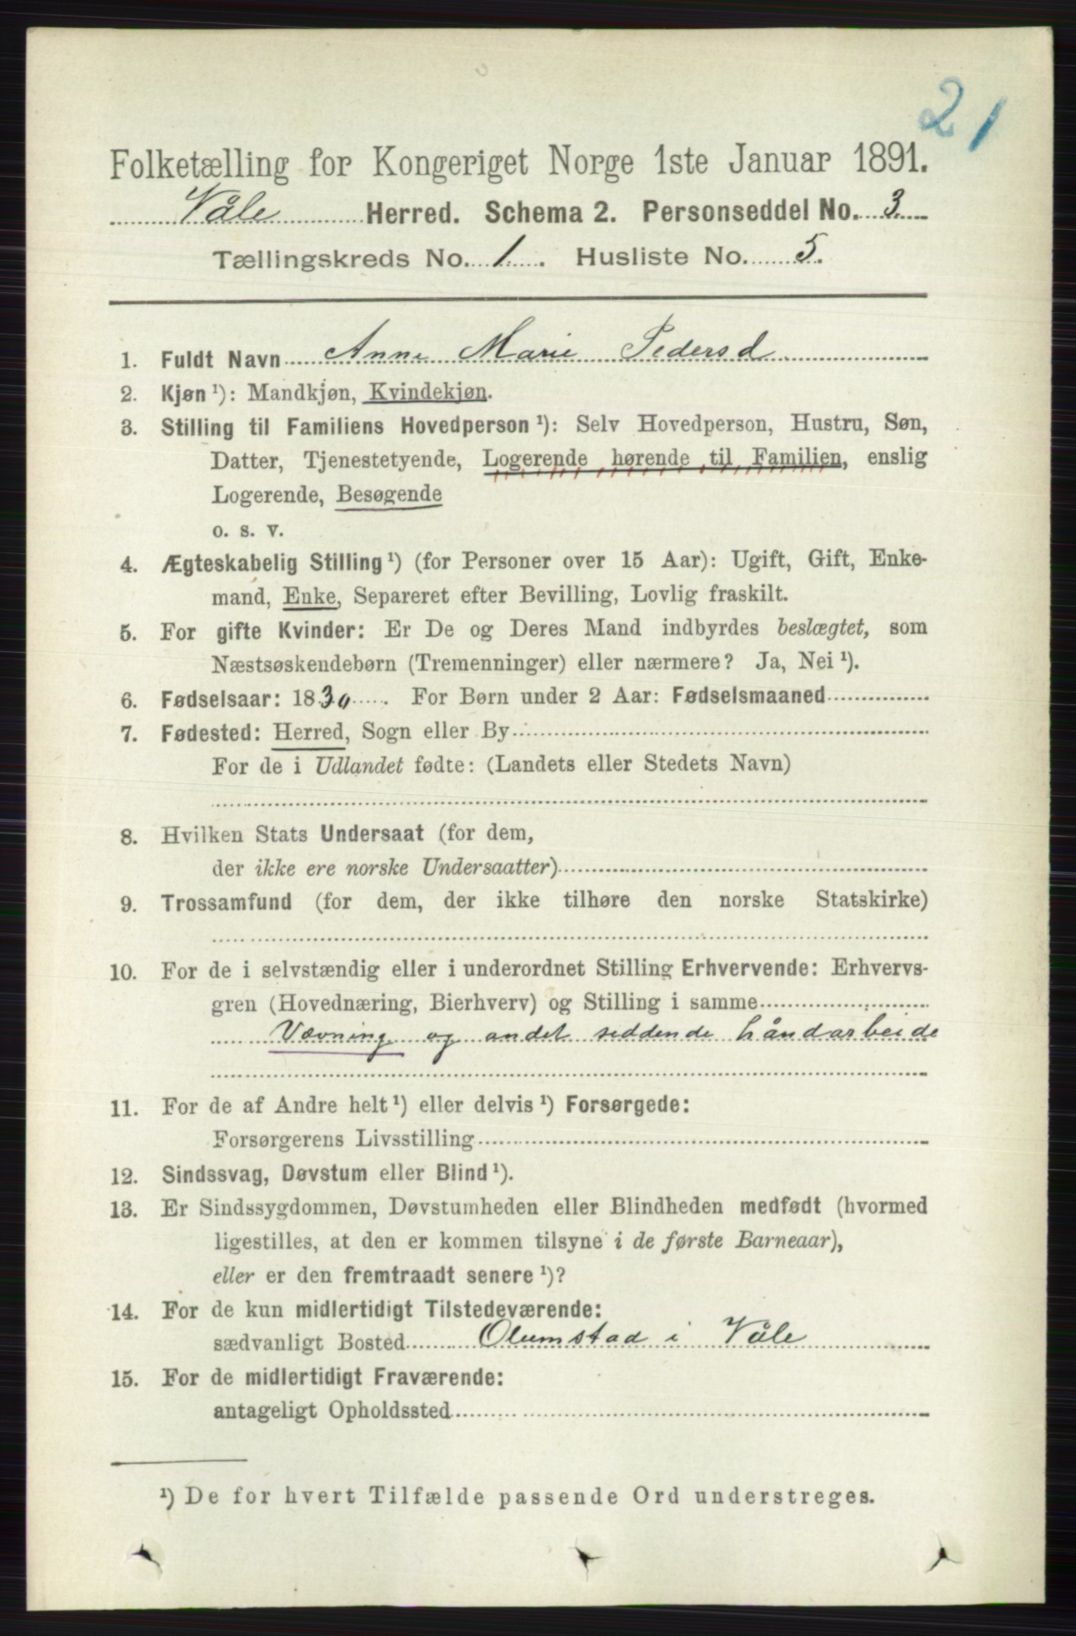 21
Folketælling for Kongeriget Norge 1ste Januar 1891.
Våle Herred. Schema 2. Personseddel No. 3.
Tællingskreds No. 1. Husliste No. 5.
1. Fuldt Navn Anne Marie Pedersd
2. Kjøn ¹): Mandkjøn, Kvindekjøn.
3. Stilling til Familiens Hovedperson ¹): Selv Hovedperson, Hustru, Søn,
Datter, Tjenestetyende, Logerende hørende til Familien, enslig
Logerende, Besøgende
o. s. v.
4. Ægteskabelig Stilling ¹) (for Personer over 15 Aar): Ugift, Gift, Enke-
mand, Enke, Separeret efter Bevilling, Lovlig fraskilt.
5. For gifte Kvinder: Er De og Deres Mand indbyrdes beslægtet, som
Næstsøskendebørn (Tremenninger) eller nærmere? Ja, Nei ¹).
6. Fødselsaar: 1830. For Børn under 2 Aar: Fødselsmaaned
7. Fødested: Herred, Sogn eller By
For de i Udlandet fødte: (Landets eller Stedets Navn)
8. Hvilken Stats Undersaat (for dem,
der ikke ere norske Undersaatter)
9. Trossamfund (for dem, der ikke tilhøre den norske Statskirke)
10. For de i selvstændig eller i underordnet Stilling Erhvervende: Erhvervs-
gren (Hovednæring, Bierhverv) og Stilling i samme
Vævning og andet siddende håndarbeide
11. For de af Andre helt ¹) eller delvis ¹) Forsørgede:
Forsørgerens Livsstilling
12. Sindssvag, Døvstum eller Blind ¹).
13. Er Sindssygdommen, Døvstumheden eller Blindheden medfødt (hvormed
ligestilles, at den er kommen tilsyne i de første Barneaar),
eller er den fremtraadt senere ¹)?
14. For de kun midlertidigt Tilstedeværende:
sædvanligt Bosted Olumstad i Våle
15. For de midlertidigt Fraværende:
antageligt Opholdssted
¹) De for hvert Tilfælde passende Ord understreges.